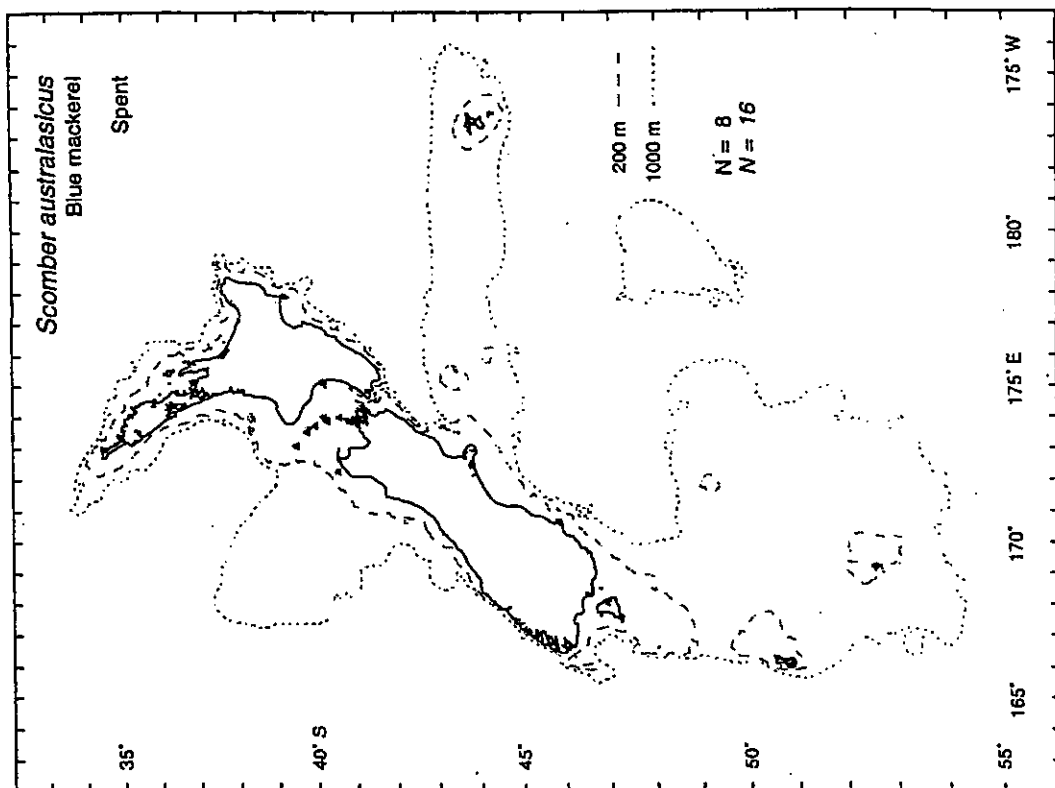 Scomber australasicus
Blue mackerel
Spent
35°
40° S
45°
50°
55°
200 m
1000 m
N = 8
N = 16
165°
170°
175° E
180°
175° W